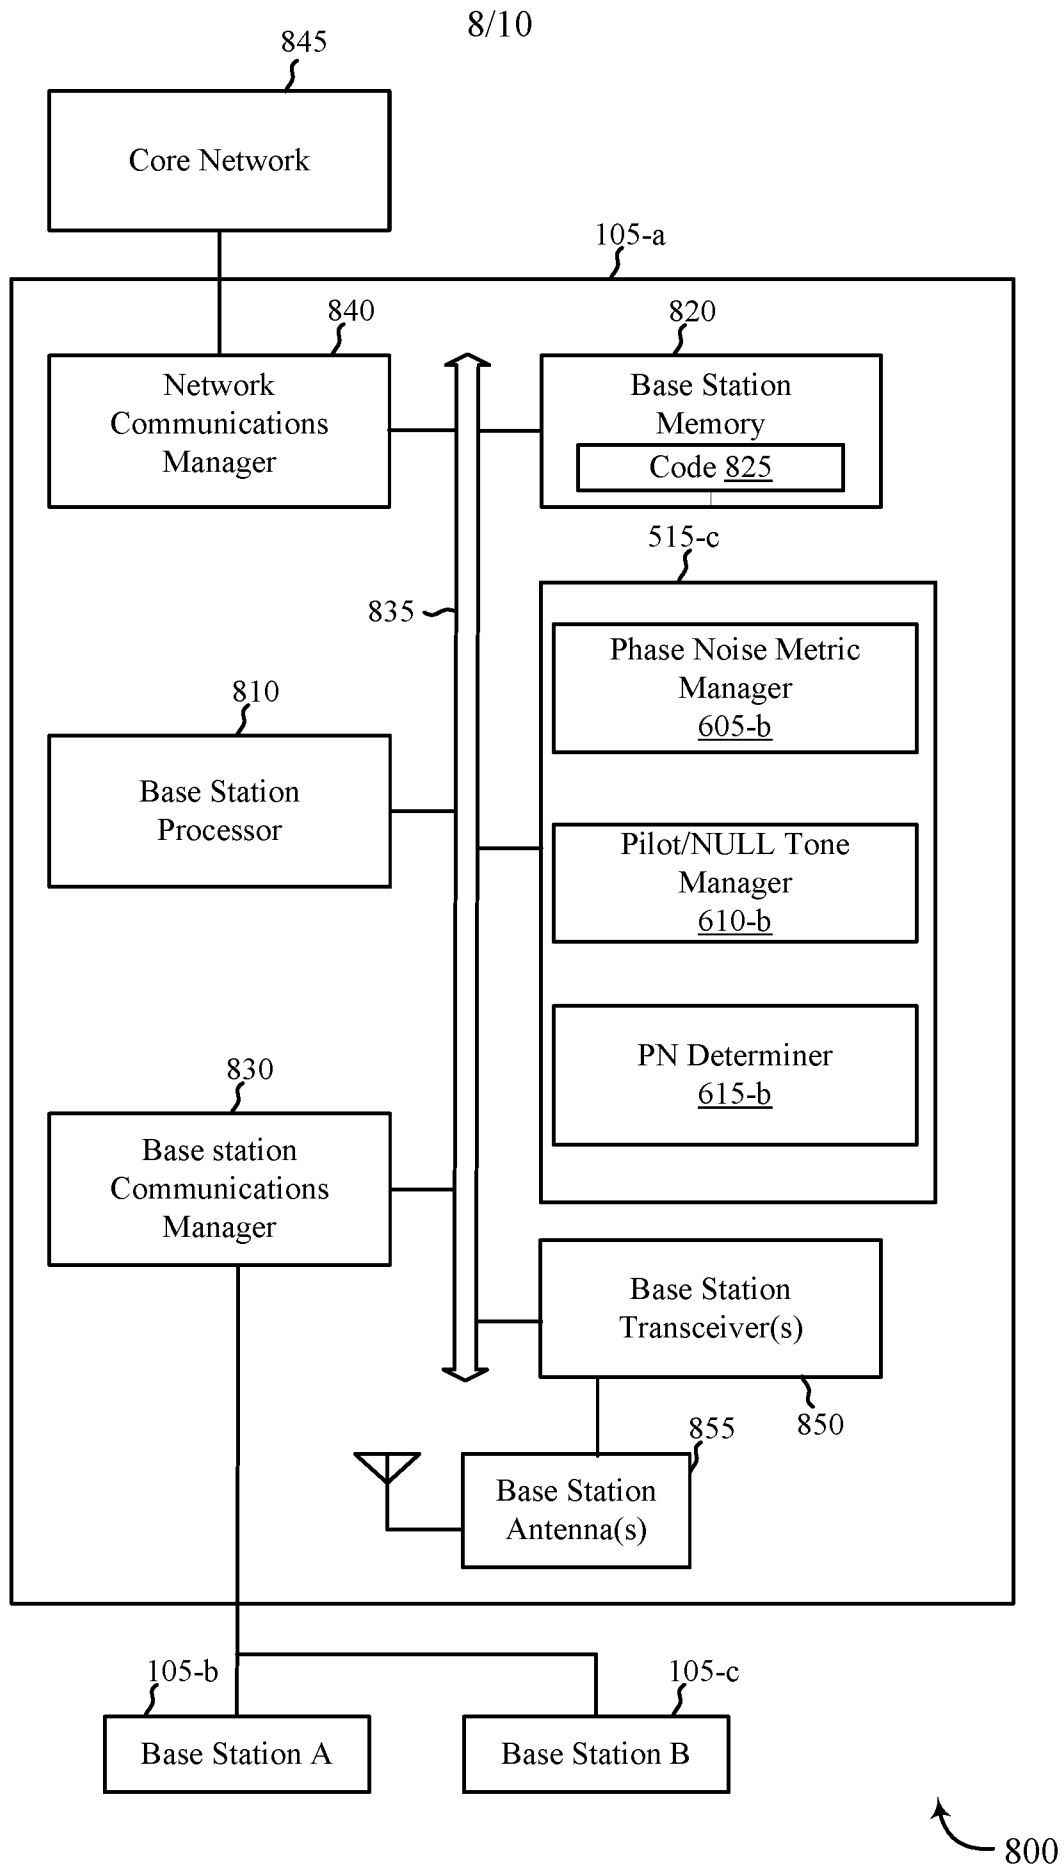 8/10
845
Core Network
105-a
840
820
Network
Communications
Manager
Base Station
Memory
Code 825
515-c
835
Phase Noise Metric
Manager
605-b
810
Base Station
Processor
Pilot/NULL Tone
Manager
610-b
PN Determiner
615-b
830
Base station
Communications
Manager
Base Station
Transceiver(s)
850
855
Base Station
Antenna(s)
105-b
105-c
Base Station A
Base Station B
800